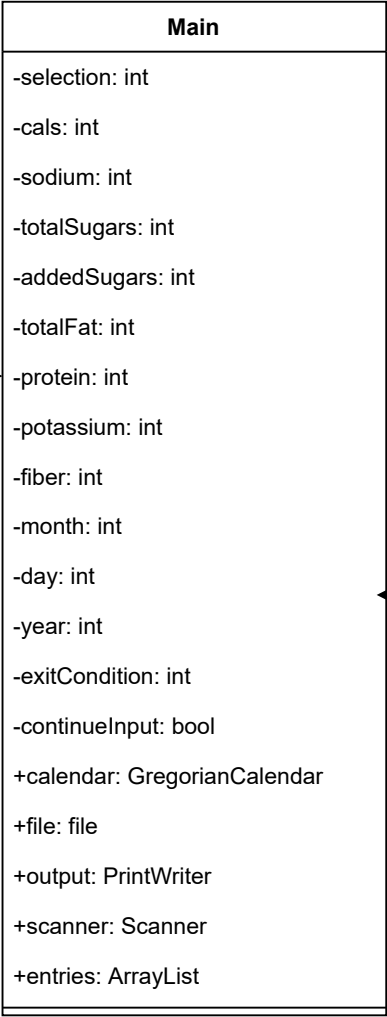 Main
-selection: int
-cals: int
-sodium: int
-totalSugars: int
-addedSugars: int
-totalFat: int
-protein: int
-potassium: int
-fiber: int
-month: int
-day: int
-year: int
-exitCondition: int
-continueInput: bool
+calendar: GregorianCalendar
+file: file
+output: PrintWriter
+scanner: Scanner
+entries: ArrayList